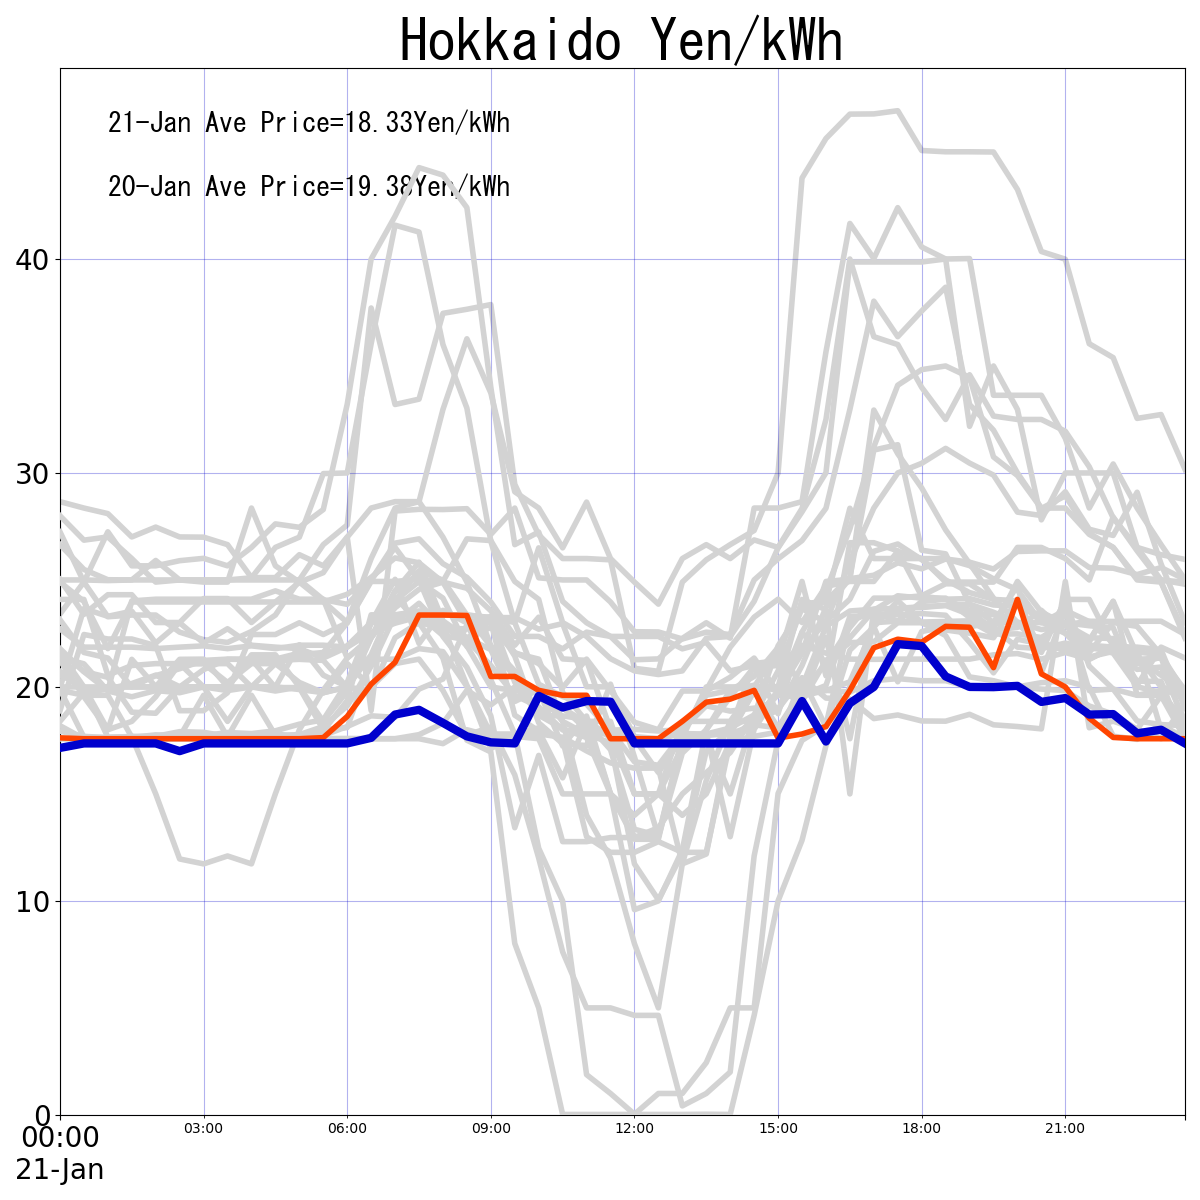 Hokkaido Yen/kWh
21-Jan Ave Price=18.33Yen/kWh
20-Jan Ave Price=19.38Yen/kWh
40
30
20
10
0
00:00 03:00 06:00 09:00 12:00 15:00 18:00 21:00
21-Jan